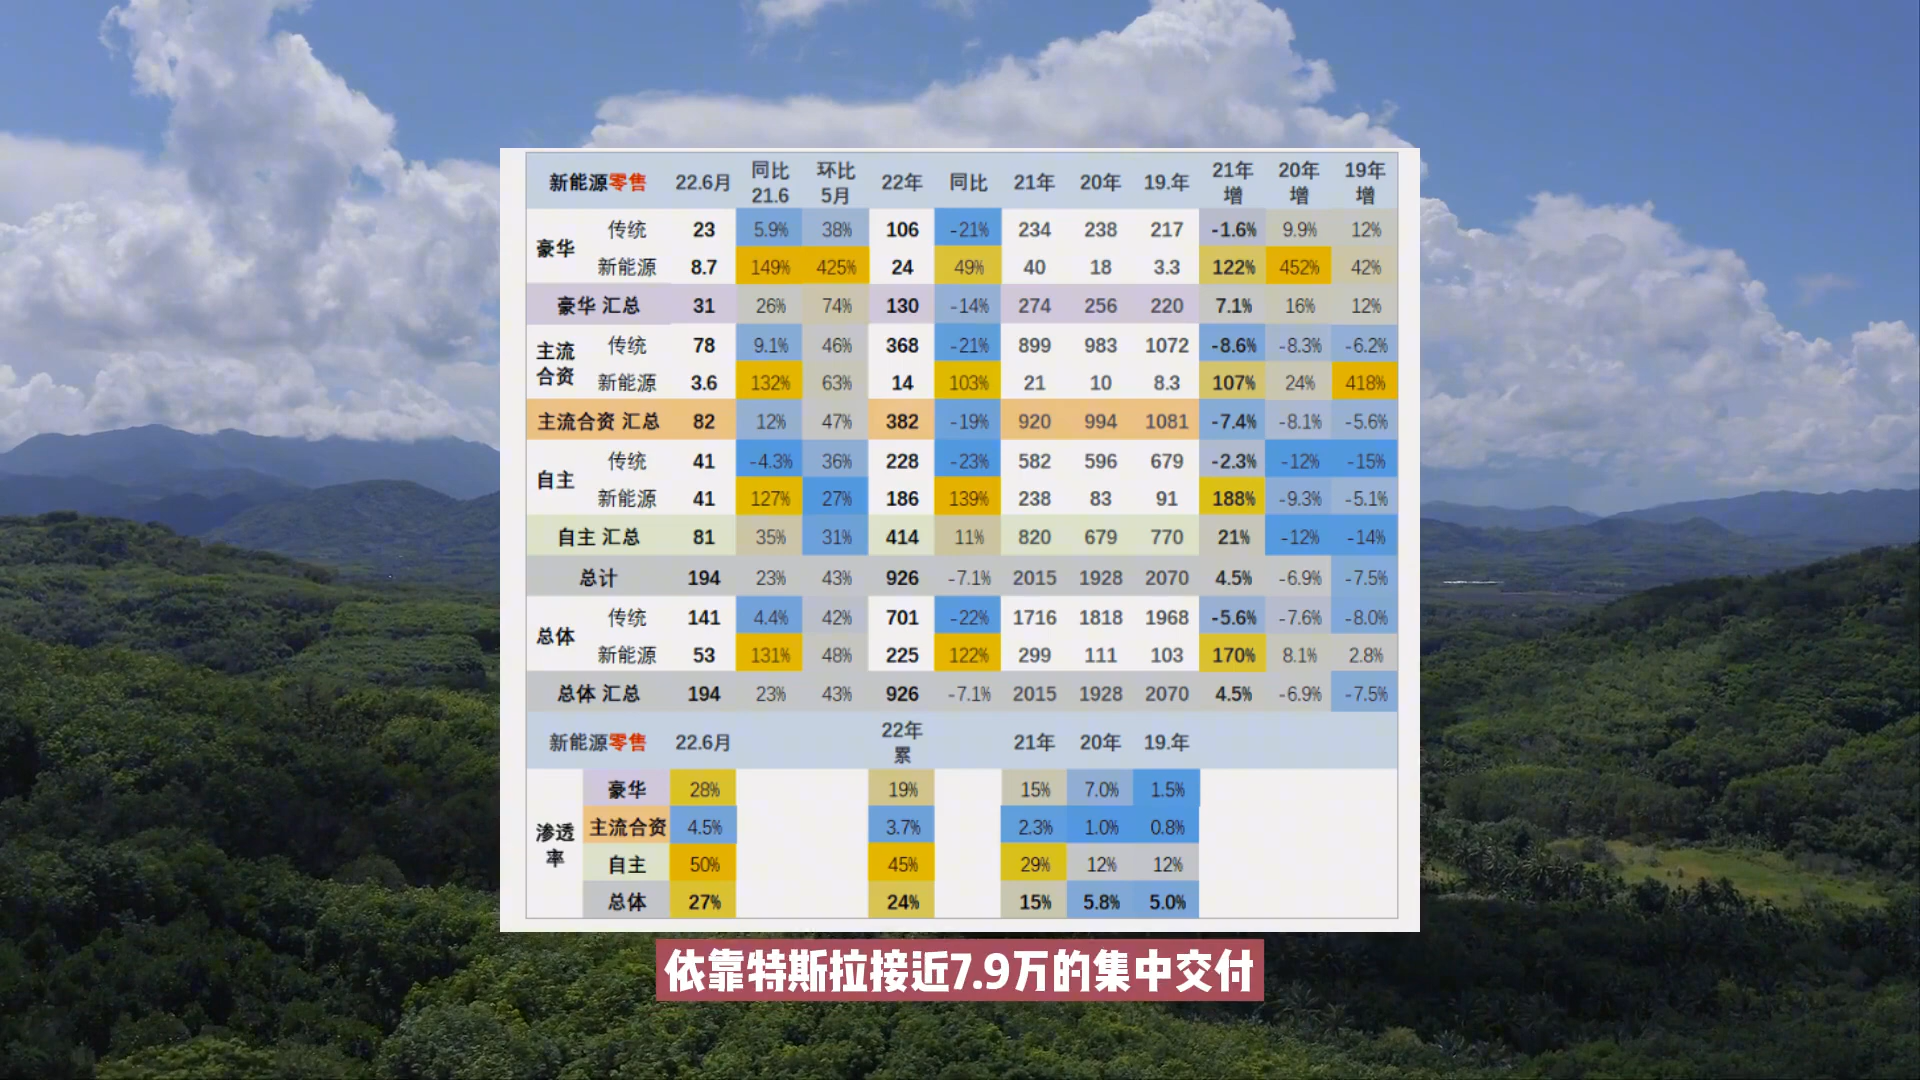 新能源零售 22.6月 同比21.6 环比5月 22年 同比 21年 20年 19.年 21年增 20年增 19年增
豪华 传统 23 5.9% 38% 106 -21% 234 238 217 -1.6% 9.9% 12%
新能源 8.7 149% 425% 24 49% 40 18 3.3 122% 452% 42%
豪华 汇总 31 26% 74% 130 -14% 274 256 220 7.1% 16% 12%
主流合资 传统 78 9.1% 46% 368 -21% 899 983 1072 -8.6% -8.3% -6.2%
新能源 3.6 132% 63% 14 103% 21 10 8.3 107% 24% 418%
主流合资 汇总 82 12% 47% 382 -19% 920 994 1081 -7.4% -8.1% -5.6%
自主 传统 41 -4.3% 36% 228 -23% 582 596 679 -2.3% -12% -15%
新能源 41 127% 27% 186 139% 238 83 91 188% -9.3% -5.1%
自主 汇总 81 35% 31% 414 11% 820 679 770 21% -12% -14%
总计 194 23% 43% 926 -7.1% 2015 1928 2070 4.5% -6.9% -7.5%
总体 传统 141 4.4% 42% 701 -22% 1716 1818 1968 -5.6% -7.6% -8.0%
新能源 53 131% 48% 225 122% 299 111 103 170% 8.1% 2.8%
总体 汇总 194 23% 43% 926 -7.1% 2015 1928 2070 4.5% -6.9% -7.5%
新能源零售 22.6月 22年累 21年 20年 19.年
渗透率 豪华 28% 19% 15% 7.0% 1.5%
主流合资 4.5% 3.7% 2.3% 1.0% 0.8%
自主 50% 45% 29% 12% 12%
总体 27% 24% 15% 5.8% 5.0%
依靠特斯拉接近7.9万的集中交付